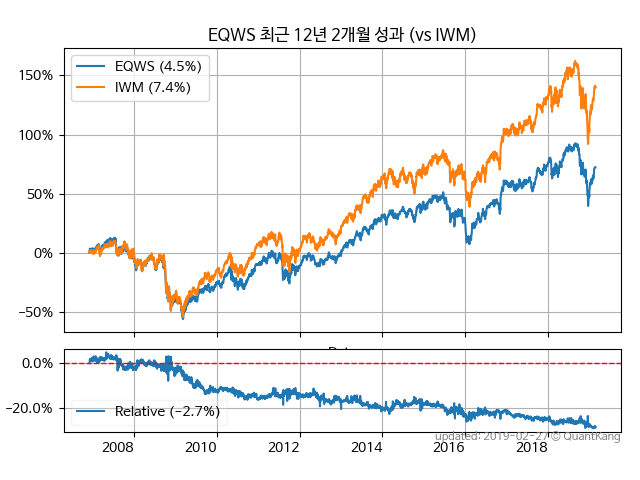 EQWS 최근 12년 2개월 성과 (vs IWM)
EQWS (4.5%)
IWM (7.4%)
150%
100%
50%
0%
−50%
0.0%
−20.0%
Relative (−2.7%)
2008
2010
2012
2014
2016
2018
updated: 2019-02-27 © QuantKang